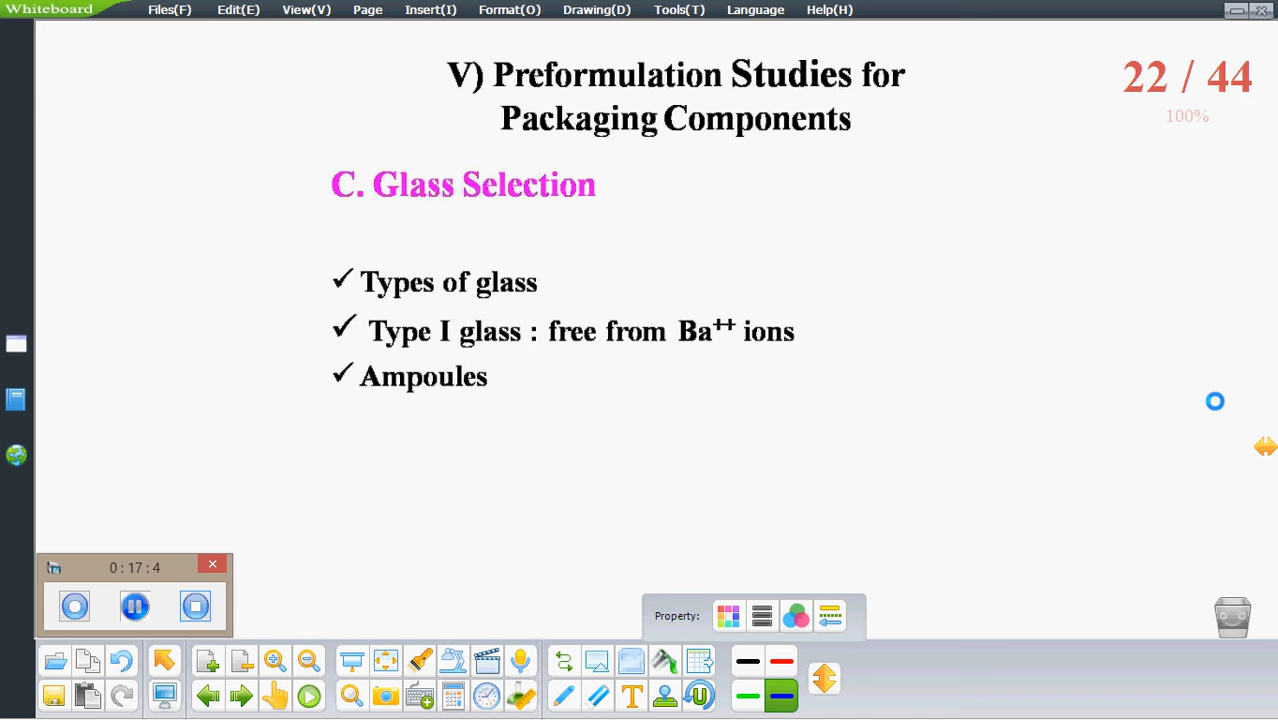 Whiteboard Files(F) Edit(E) View(V) Page Insert(I) Format(O) Drawing(D) Tools(T) Language Help(H)
V) Preformulation Studies for
Packaging Components
22 / 44
100%
C. Glass Selection
✓ Types of glass
✓ Type I glass : free from Ba⁺⁺ ions
✓ Ampoules
0 : 17 : 4
Property: